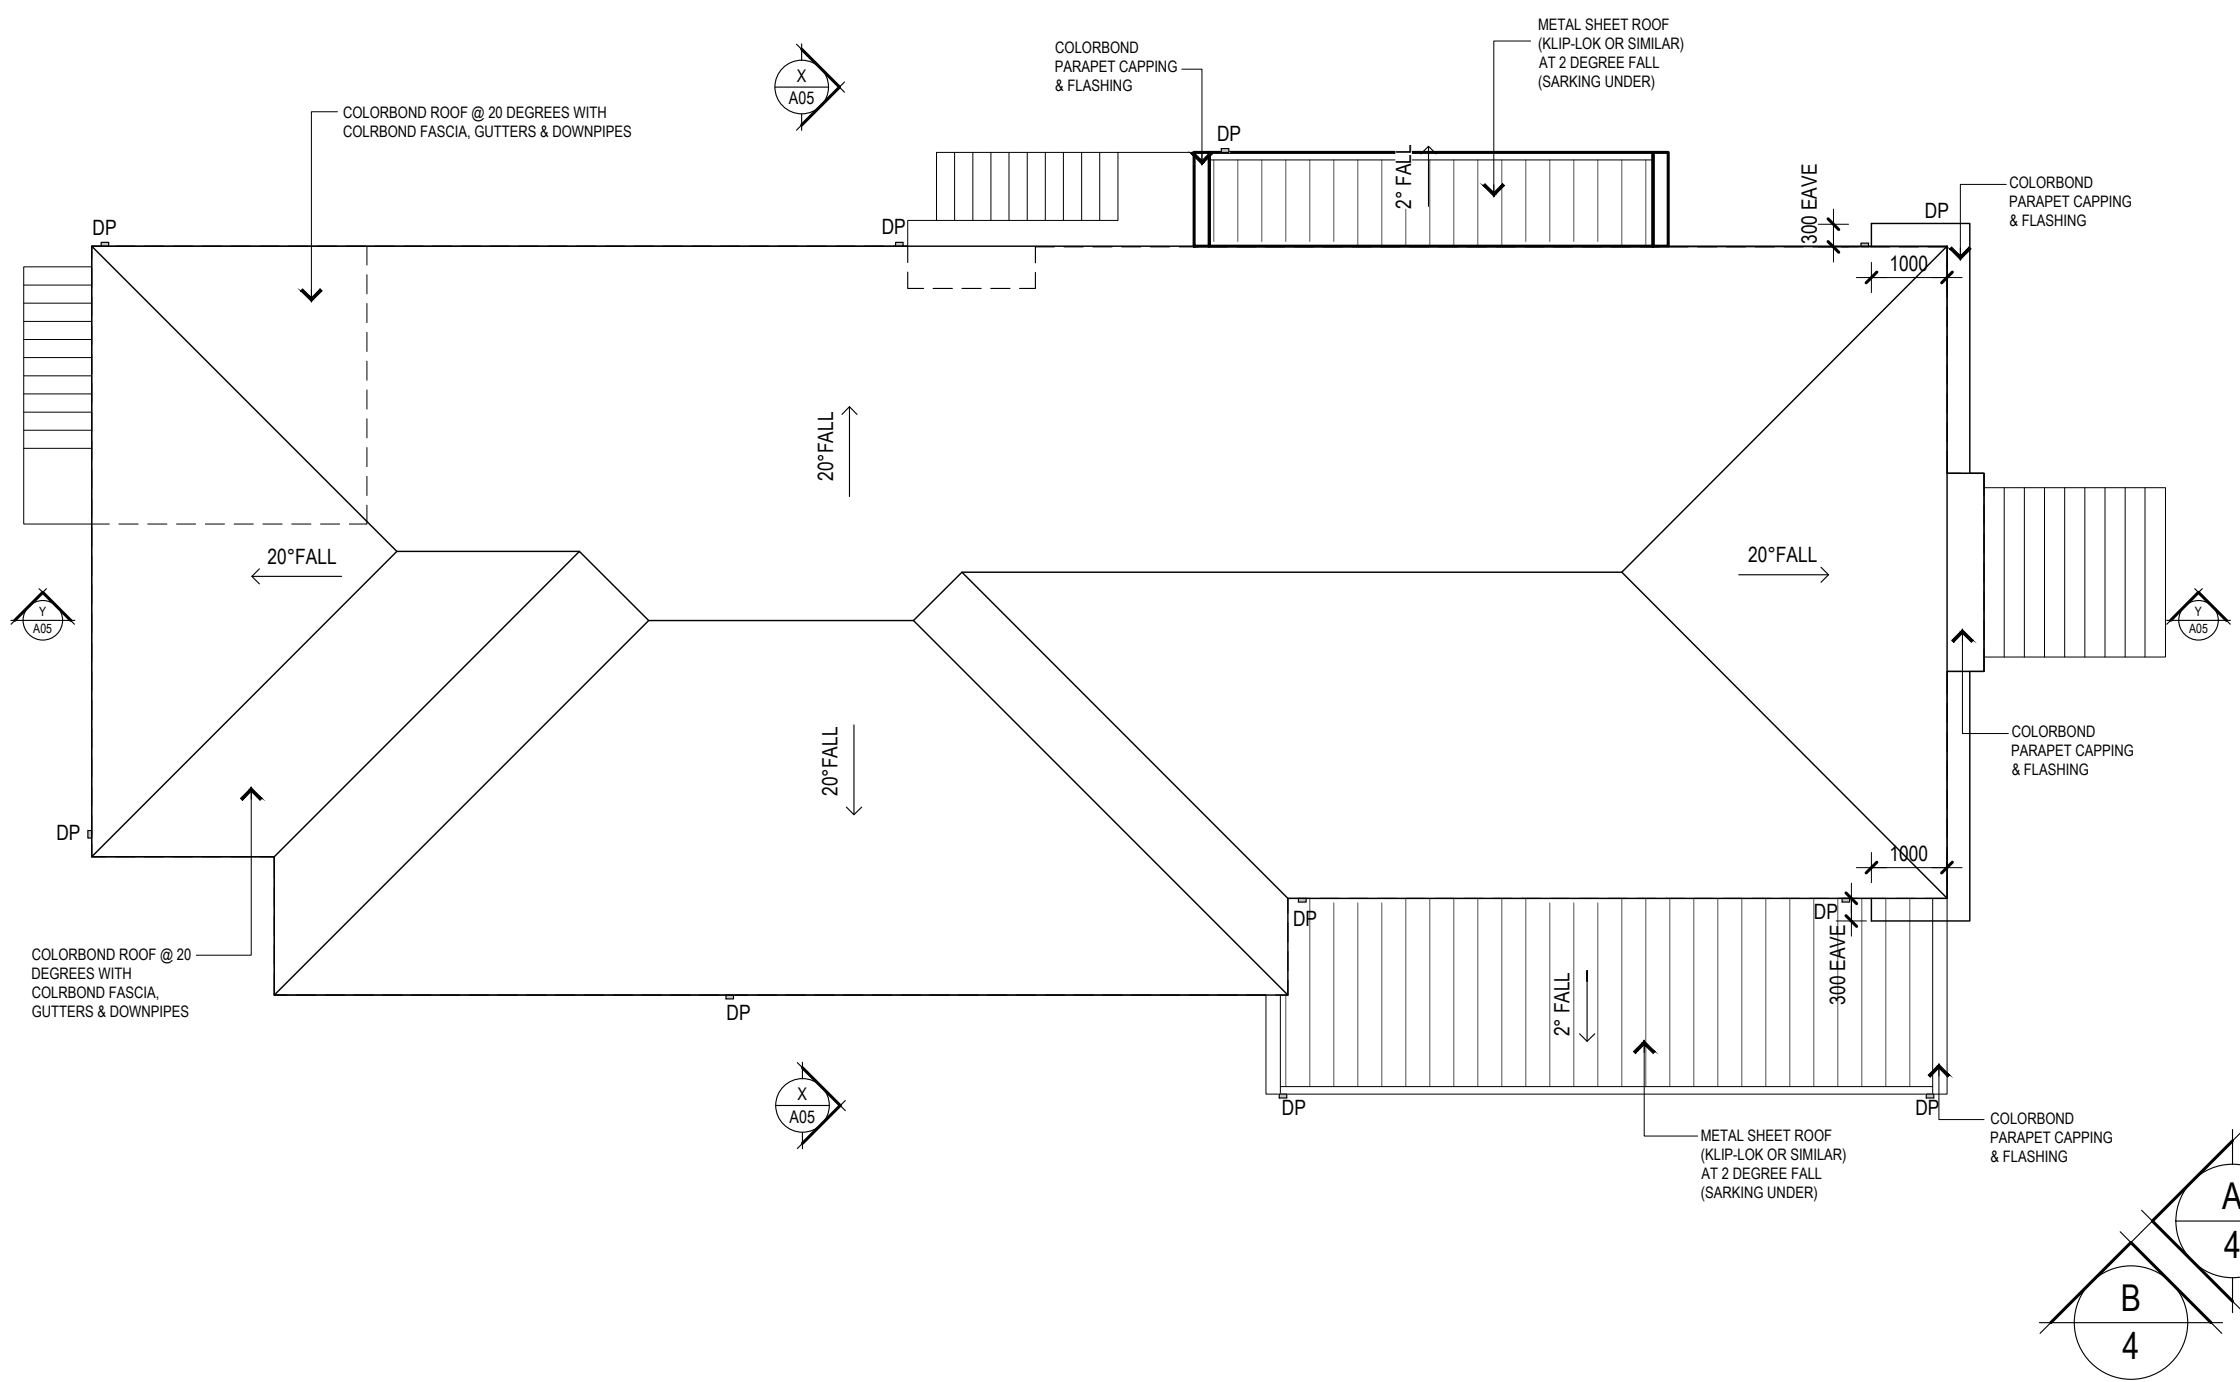 METAL SHEET ROOF
(KLIP-LOK OR SIMILAR)
AT 2 DEGREE FALL
(SARKING UNDER)
COLORBOND
PARAPET CAPPING
& FLASHING
X
A05
COLORBOND ROOF @ 20 DEGREES WITH
COLRBOND FASCIA, GUTTERS & DOWNPIPES
DP
2° FALL
300 EAVE
COLORBOND
PARAPET CAPPING
& FLASHING
DP
DP
DP
1000
20°FALL
20°FALL
20°FALL
Y
A05
Y
A05
COLORBOND
PARAPET CAPPING
& FLASHING
20°FALL
DP
1000
DP
DP
300 EAVE
COLORBOND ROOF @ 20
DEGREES WITH
COLRBOND FASCIA,
GUTTERS & DOWNPIPES
DP
2° FALL
X
A05
DP
DP
COLORBOND
PARAPET CAPPING
& FLASHING
METAL SHEET ROOF
(KLIP-LOK OR SIMILAR)
AT 2 DEGREE FALL
(SARKING UNDER)
A
4
B
4